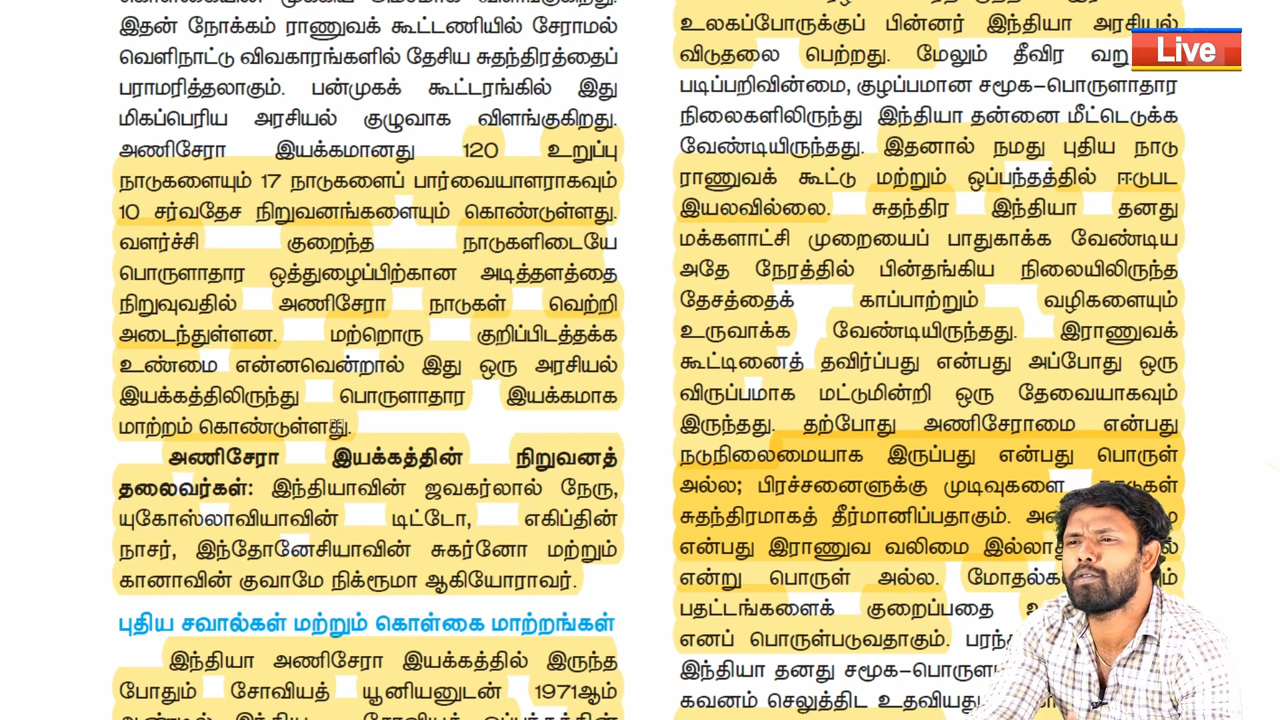 இதன் நோக்கம் ராணுவக் கூட்டணியில் சேராமல்
வெளிநாட்டு விவகாரங்களில் தேசிய சுதந்திரத்தைப்
பராமரித்தலாகும். பன்முகக் கூட்டரங்கில் இது
மிகப்பெரிய அரசியல் குழுவாக விளங்குகிறது.
அணிசேரா இயக்கமானது 120 உறுப்பு
நாடுகளையும் 17 நாடுகளைப் பார்வையாளராகவும்
10 சர்வதேச நிறுவனங்களையும் கொண்டுள்ளது.
வளர்ச்சி குறைந்த நாடுகளிடையே
பொருளாதார ஒத்துழைப்பிற்கான அடித்தளத்தை
நிறுவுவதில் அணிசேரா நாடுகள் வெற்றி
அடைந்துள்ளன. மற்றொரு குறிப்பிடத்தக்க
உண்மை என்னவென்றால் இது ஒரு அரசியல்
இயக்கத்திலிருந்து பொருளாதார இயக்கமாக
மாற்றம் கொண்டுள்ளது.
அணிசேரா இயக்கத்தின் நிறுவனத்
தலைவர்கள்: இந்தியாவின் ஜவகர்லால் நேரு,
யுகோஸ்லாவியாவின் டிட்டோ, எகிப்தின்
நாசர், இந்தோனேசியாவின் சுகர்னோ மற்றும்
கானாவின் குவாமே நிக்ரூமா ஆகியோராவர்.
புதிய சவால்கள் மற்றும் கொள்கை மாற்றங்கள்
இந்தியா அணிசேரா இயக்கத்தில் இருந்த
போதும் சோவியத் யூனியனுடன் 1971ஆம்
உலகப்போருக்குப் பின்னர் இந்தியா அரசியல்
விடுதலை பெற்றது. மேலும் தீவிர
படிப்பறிவின்மை, குழப்பமான சமூக–பொருளாதார
நிலைகளிலிருந்து இந்தியா தன்னை மீட்டெடுக்க
வேண்டியிருந்தது. இதனால் நமது புதிய நாடு
ராணுவக் கூட்டு மற்றும் ஒப்பந்தத்தில் ஈடுபட
இயலவில்லை. சுதந்திர இந்தியா தனது
மக்களாட்சி முறையைப் பாதுகாக்க வேண்டிய
அதே நேரத்தில் பின்தங்கிய நிலையிலிருந்த
தேசத்தைக் காப்பாற்றும் வழிகளையும்
உருவாக்க வேண்டியிருந்தது. இராணுவக்
கூட்டினைத் தவிர்ப்பது என்பது அப்போது ஒரு
விருப்பமாக மட்டுமின்றி ஒரு தேவையாகவும்
இருந்தது. தற்போது அணிசேராமை என்பது
நடுநிலைமையாக இருப்பது என்பது பொருள்
அல்ல; பிரச்சனைளுக்கு முடிவுகளை
சுதந்திரமாகத் தீர்மானிப்பதாகும்.
என்பது இராணுவ வலிமை
என்று பொருள் அல்ல.
பதட்டங்களைக் குறைப்பதை
எனப் பொருள்படுவதாகும்.
இந்தியா தனது
கவனம் செலுத்திட
Live